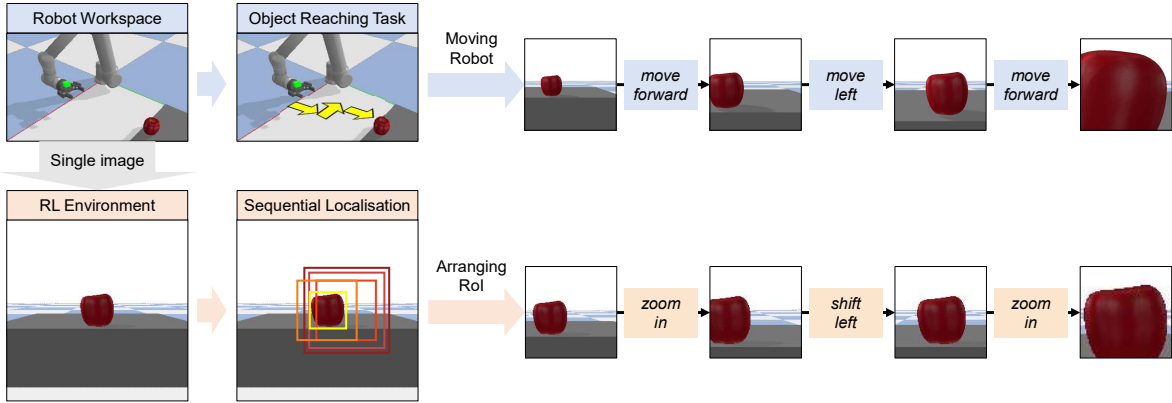 Robot Workspace
Object Reaching Task
Moving
Robot
move
forward
move
left
move
forward
Single image
RL Environment
Sequential Localisation
Arranging
RoI
zoom
in
shift
left
zoom
in